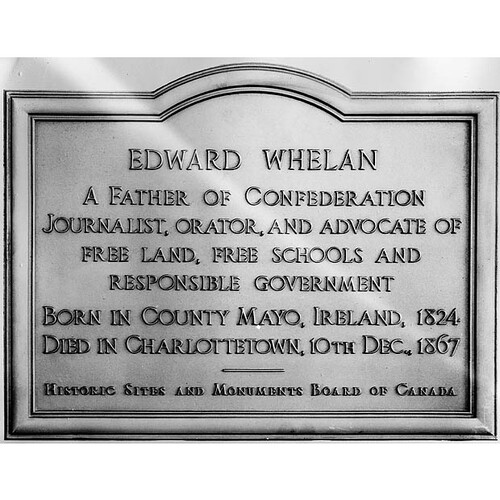 EDWARD WHELAN
A FATHER OF CONFEDERATION
JOURNALIST, ORATOR, AND ADVOCATE OF
FREE LAND, FREE SCHOOLS AND
RESPONSIBLE GOVERNMENT
BORN IN COUNTY MAYO, IRELAND, 1824.
DIED IN CHARLOTTETOWN, 10TH DEC., 1867
HISTORIC SITES AND MONUMENTS BOARD OF CANADA